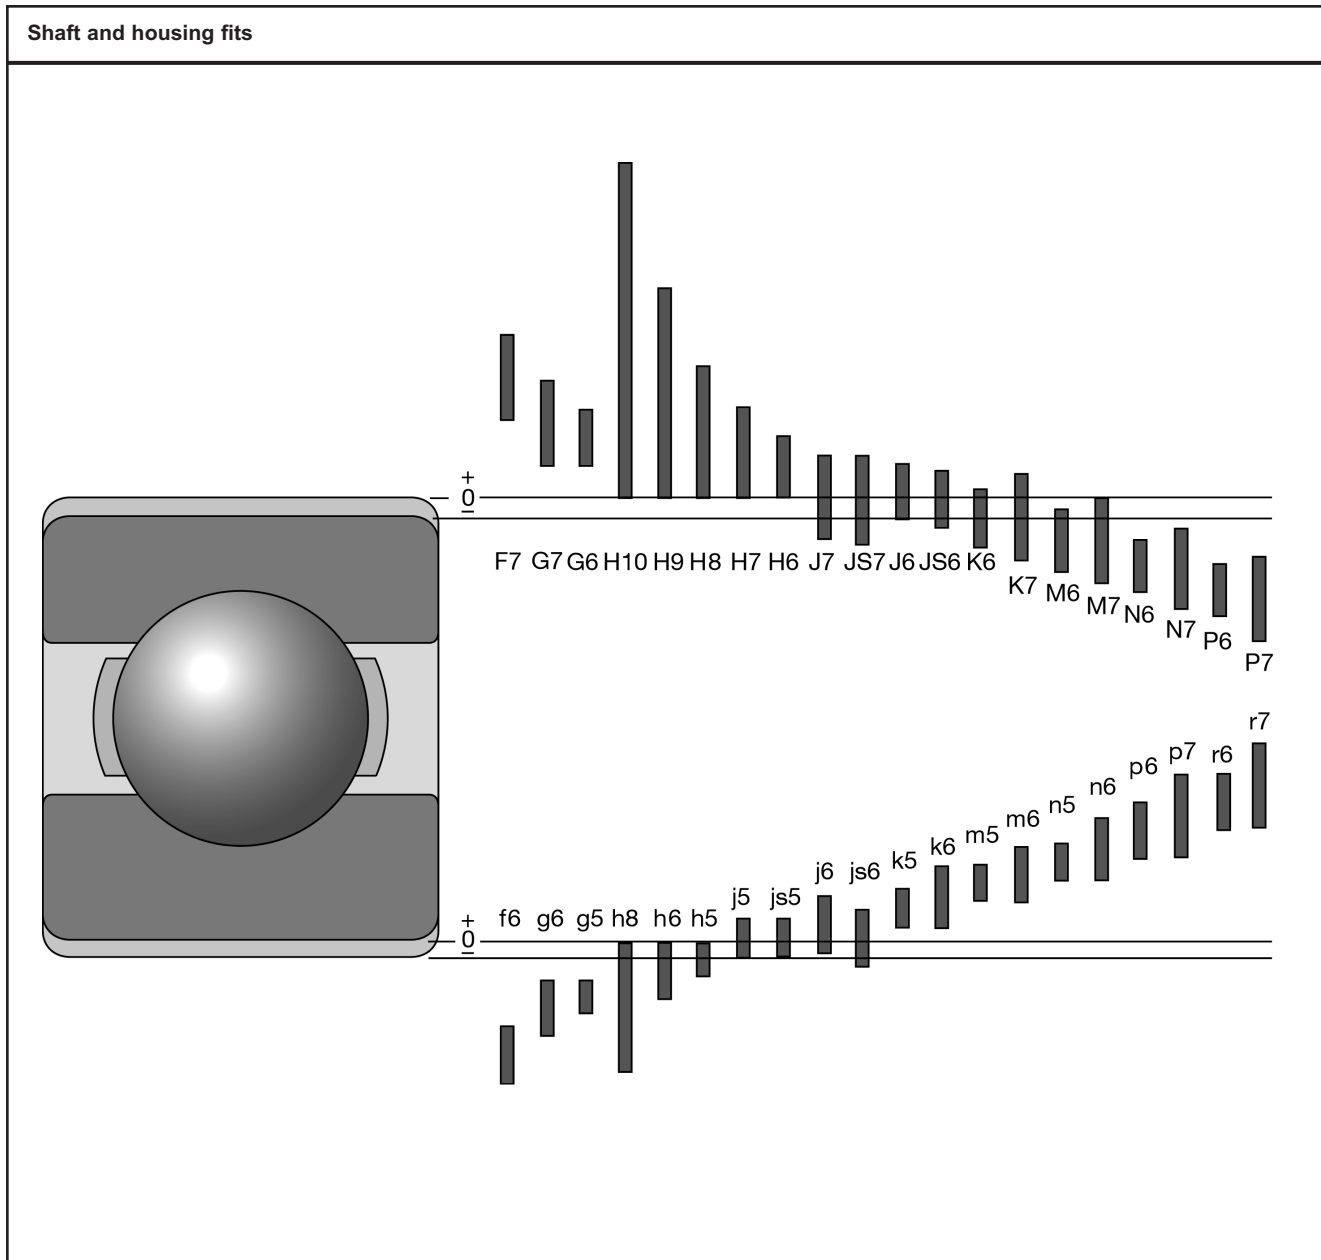 Shaft and housing fits
+
0
−
F7 G7 G6 H10 H9 H8 H7 H6 J7 JS7 J6 JS6 K6
K7 M6 M7 N6 N7 P6 P7
r7
r6
p7
p6
n6
n5
m6
m5
k6
k5
js6
j6
js5
j5
f6 g6 g5 h8 h6 h5
+
0
−